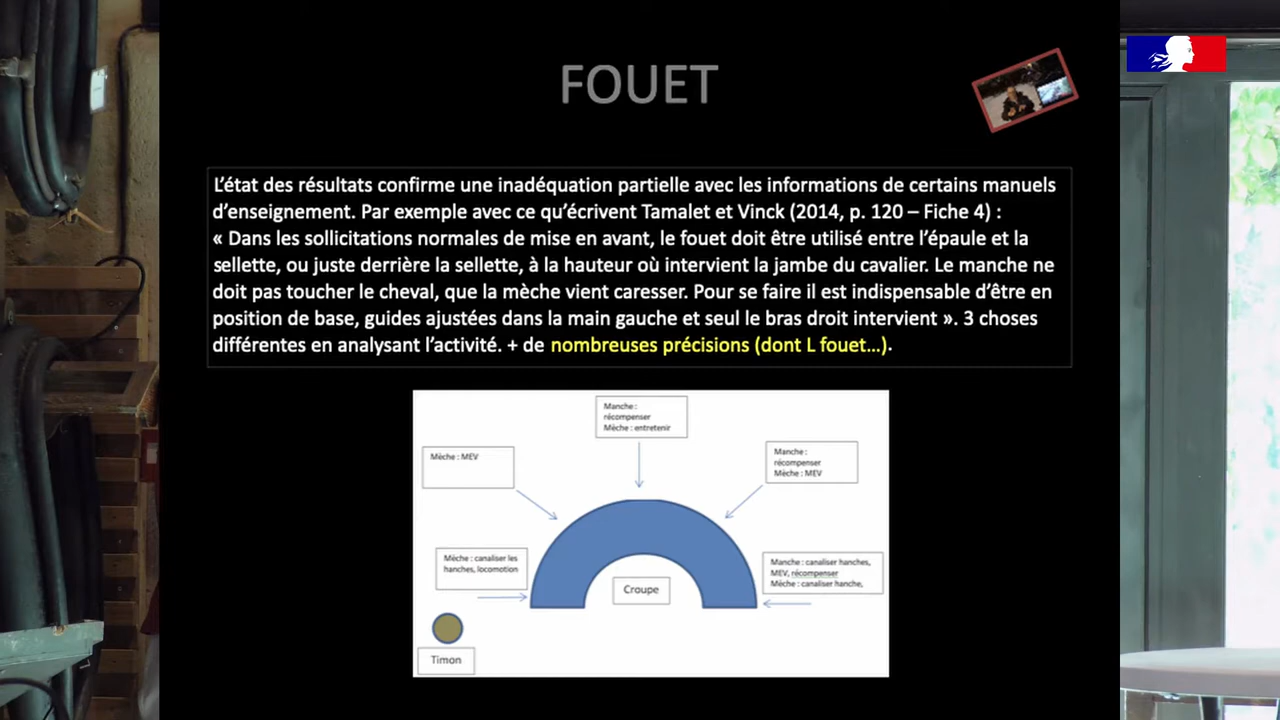 FOUET
L'état des résultats confirme une inadéquation partielle avec les informations de certains manuels
d'enseignement. Par exemple avec ce qu'écrivent Tamalet et Vinck (2014, p. 120 – Fiche 4) :
« Dans les sollicitations normales de mise en avant, le fouet doit être utilisé entre l'épaule et la
sellette, ou juste derrière la sellette, à la hauteur où intervient la jambe du cavalier. Le manche ne
doit pas toucher le cheval, que la mèche vient caresser. Pour se faire il est indispensable d'être en
position de base, guides ajustées dans la main gauche et seul le bras droit intervient ». 3 choses
différentes en analysant l'activité. + de nombreuses précisions (dont L fouet...).
Manche :
récompenser
Mèche : entretenir
Mèche : MEV
Manche :
récompenser
Mèche : MEV
Mèche : canaliser les
hanches, locomotion
Manche : canaliser hanches,
MEV, récompenser
Mèche : canaliser hanche,
Croupe
Timon